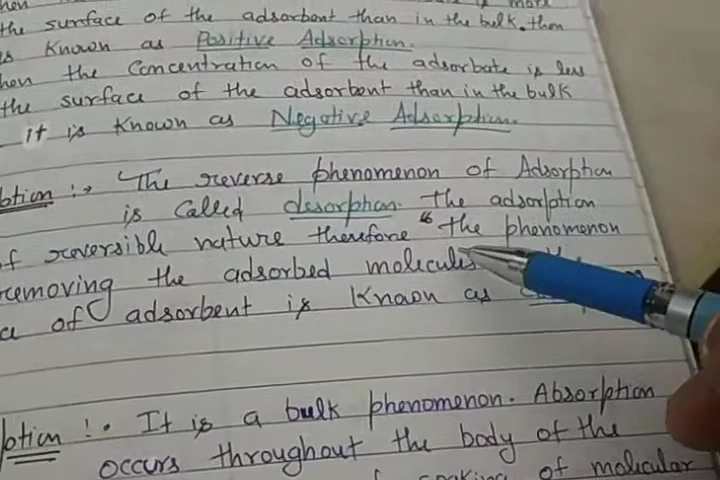 the surface of the adsorbent than in the bulk. then
is known as Positive Adsorption.
the Concentration of the adsorbate is less
the surface of the adsorbent than in the bulk
it is known as Negative Adsorption.
ption :→ The reverse phenomenon of Adsorption
is called desorption. The adsorption
of reversible nature therefore “ the phenomenon
removing the adsorbed molecules
of adsorbent is known as
ption :. It is a bulk phenomenon. Absorption
occurs throughout the body of the
of molecular